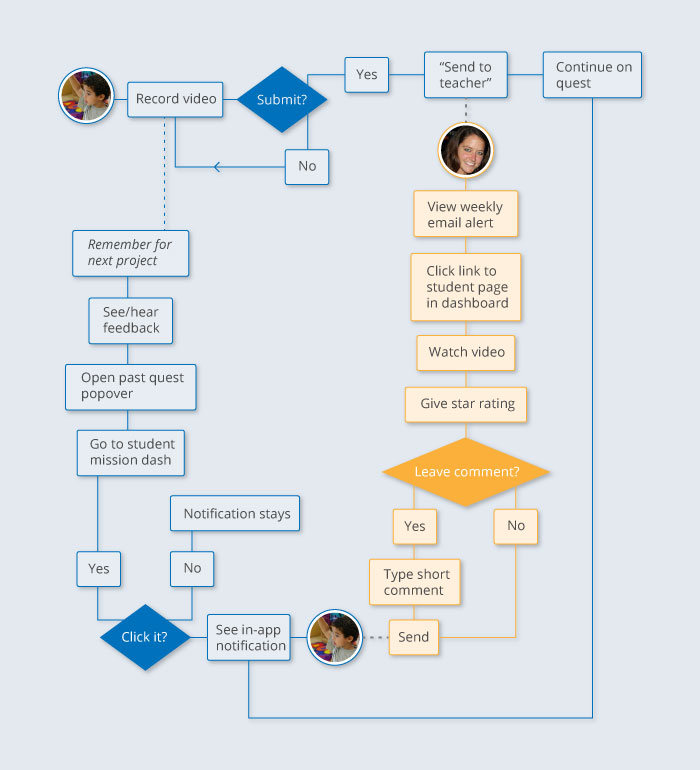 Record video
Submit?
Yes
“Send to
teacher”
Continue on
quest
No
View weekly
email alert
Click link to
student page
in dashboard
Watch video
Give star rating
Leave comment?
Yes
No
Type short
comment
Send
See in-app
notification
Click it?
No
Notification stays
Yes
Go to student
mission dash
Open past quest
popover
See/hear
feedback
Remember for
next project